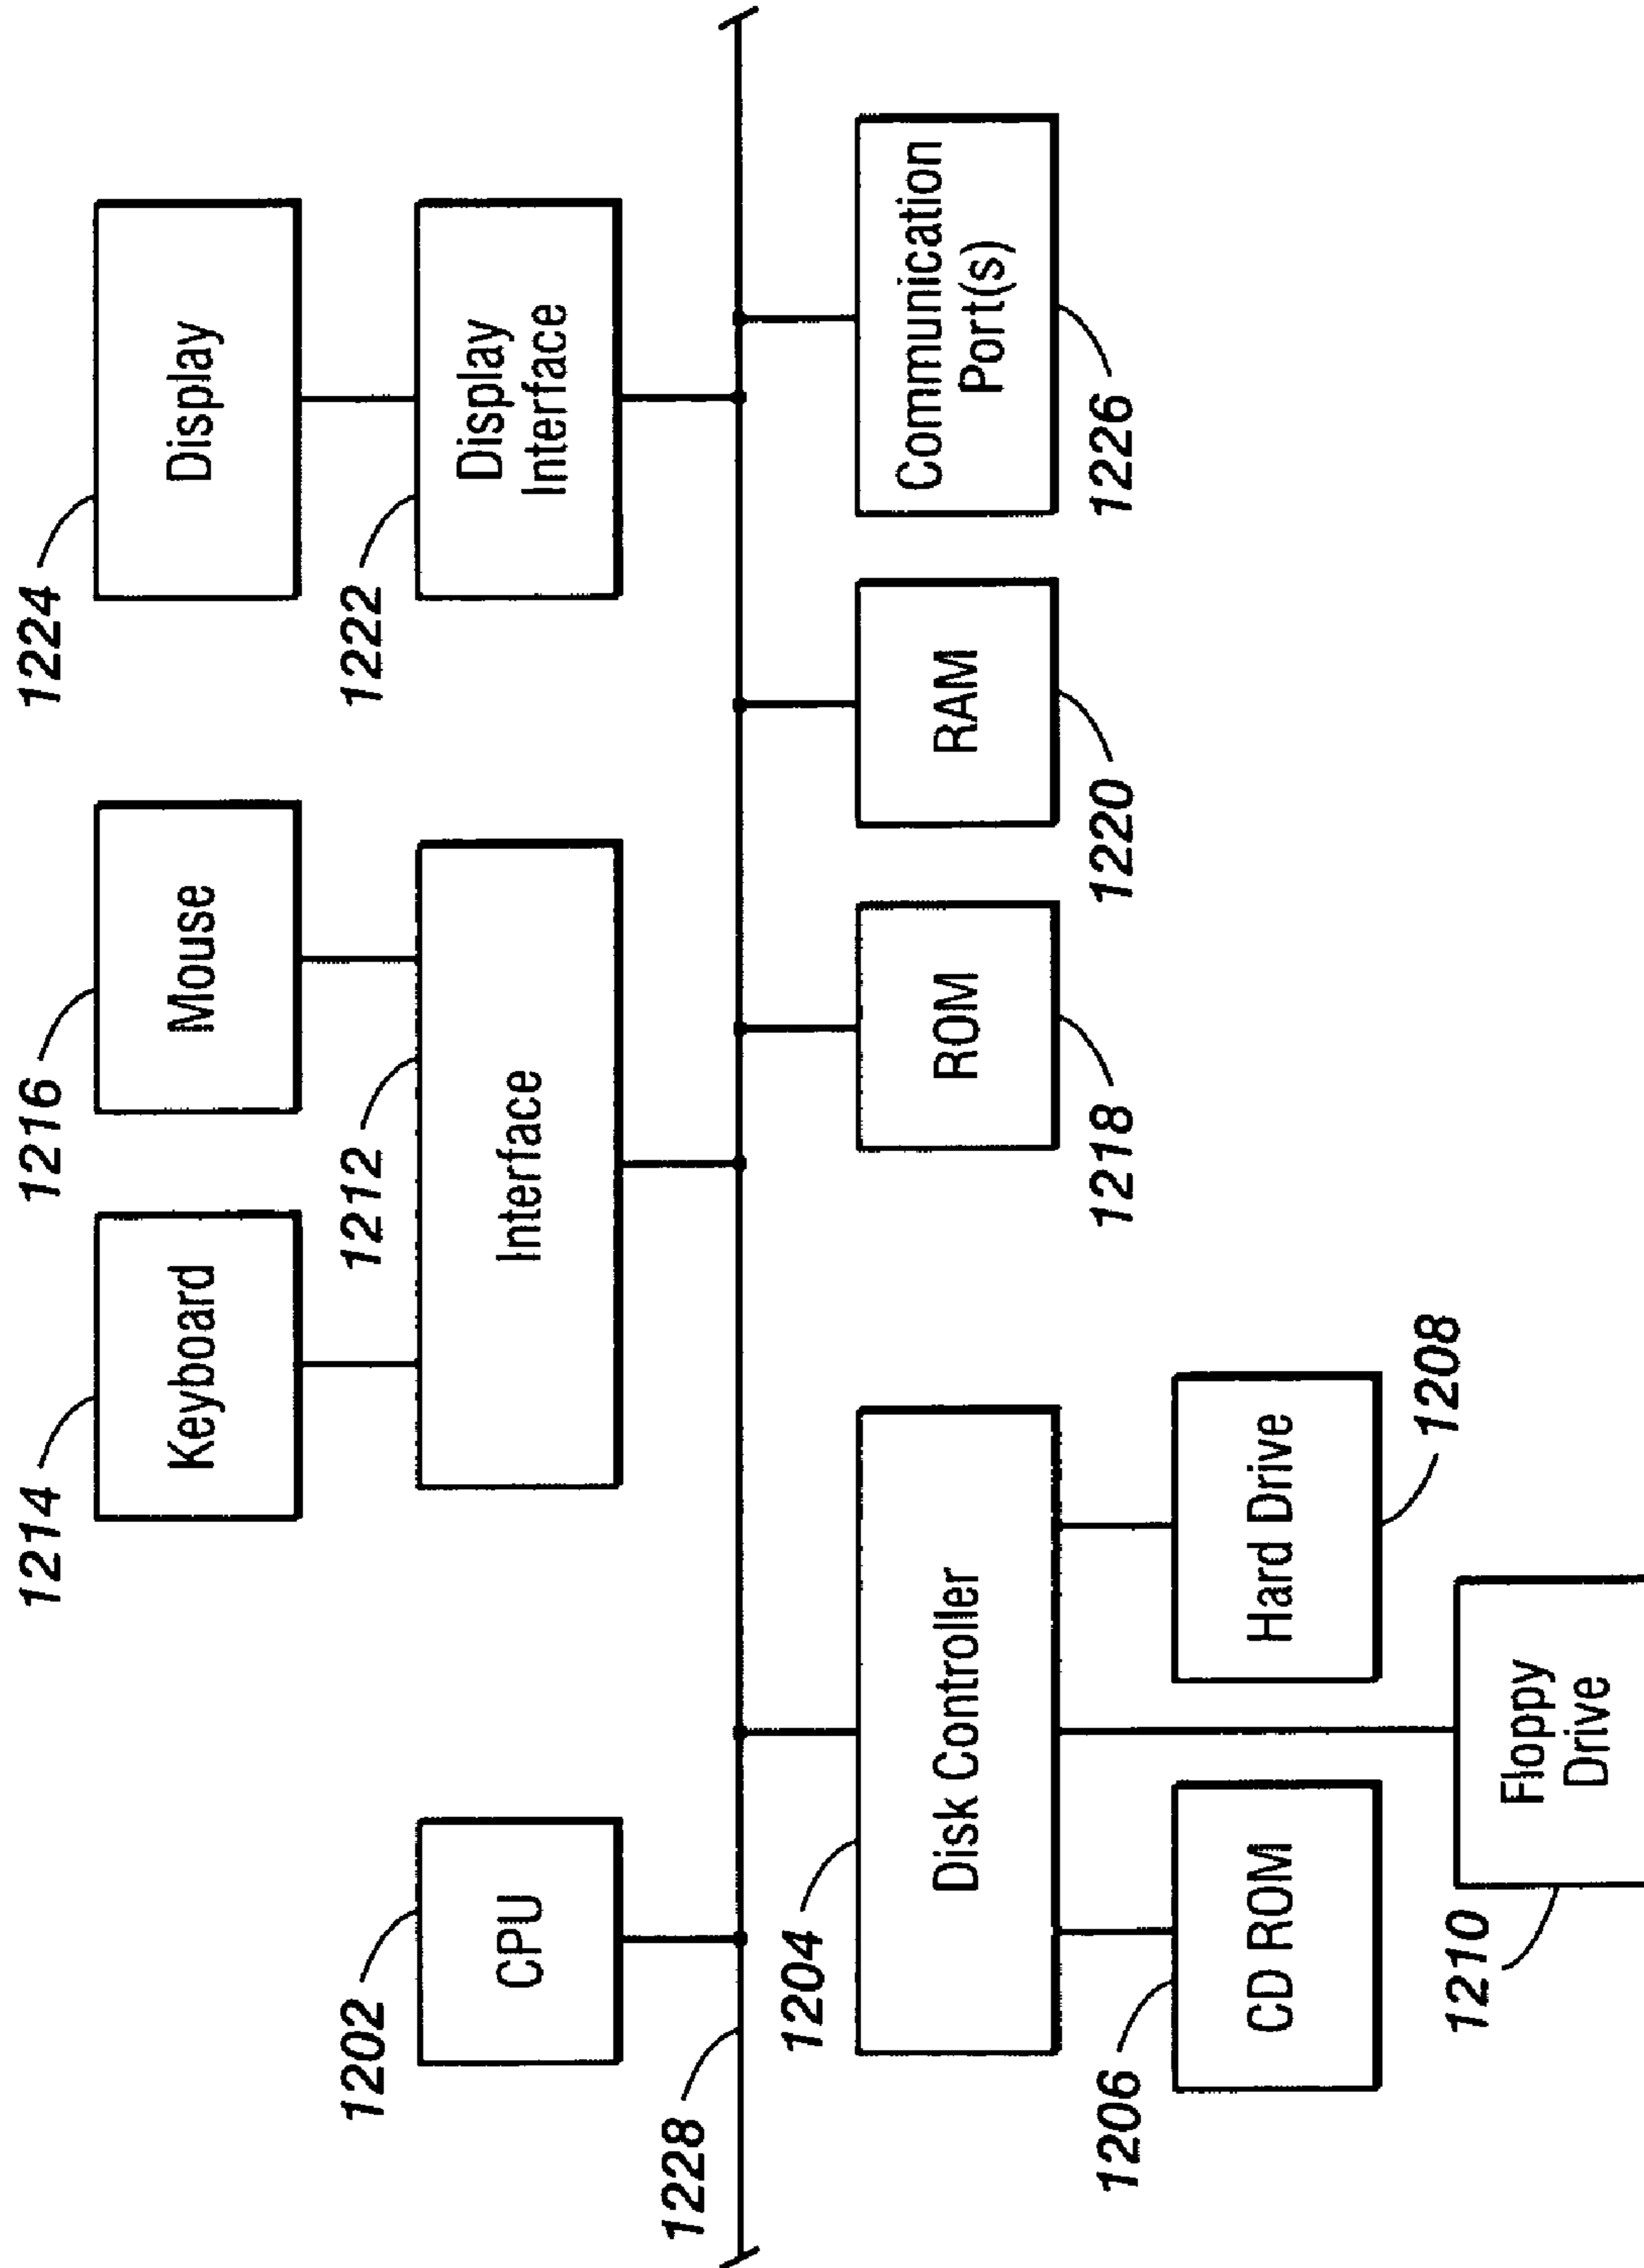 1214
1216
1224
Keyboard
Mouse
Display
1202
1212
1222
CPU
Interface
Display
Interface
1228
1204
Disk Controller
ROM
RAM
Communication
Port(s)
1206
1218
1220
1226
CD ROM
Hard Drive
1208
1210
Floppy
Drive